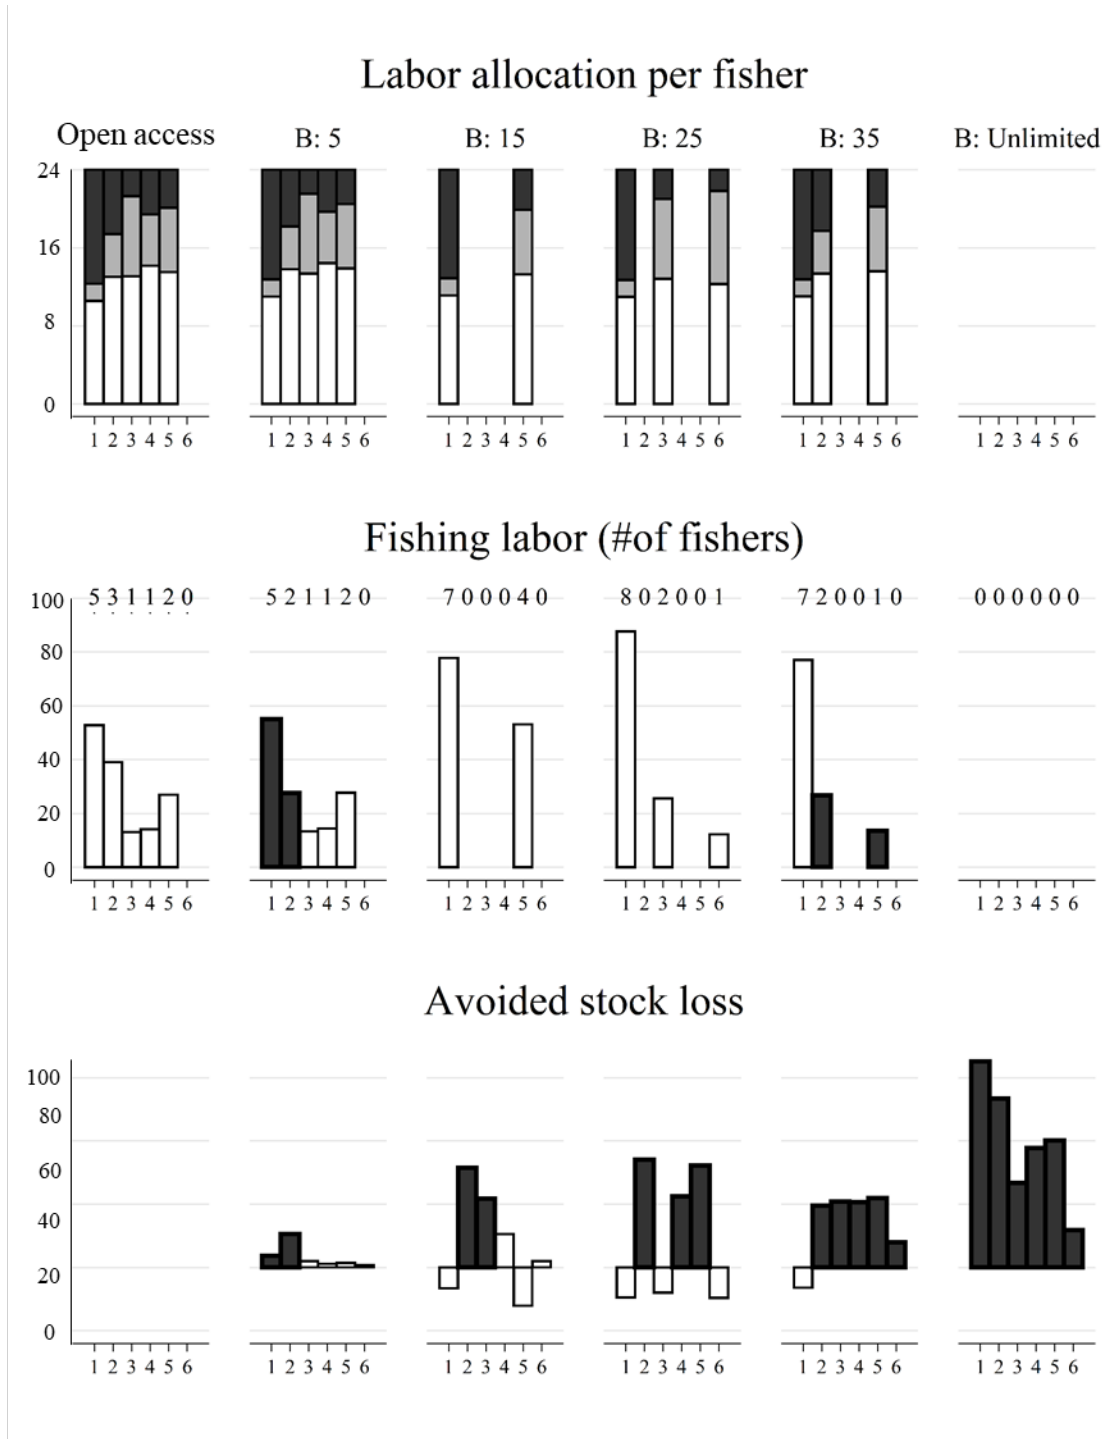 Labor allocation per fisher
Open access B: 5 B: 15 B: 25 B: 35 B: Unlimited
24
16
8
0
1 2 3 4 5 6 1 2 3 4 5 6 1 2 3 4 5 6 1 2 3 4 5 6 1 2 3 4 5 6 1 2 3 4 5 6
Fishing labor (#of fishers)
100 5 3 1 1 2 0 5 2 1 1 2 0 7 0 0 0 4 0 8 0 2 0 0 1 7 2 0 0 1 0 0 0 0 0 0 0
80
60
40
20
0
1 2 3 4 5 6 1 2 3 4 5 6 1 2 3 4 5 6 1 2 3 4 5 6 1 2 3 4 5 6 1 2 3 4 5 6
Avoided stock loss
100
80
60
40
20
0
1 2 3 4 5 6 1 2 3 4 5 6 1 2 3 4 5 6 1 2 3 4 5 6 1 2 3 4 5 6 1 2 3 4 5 6